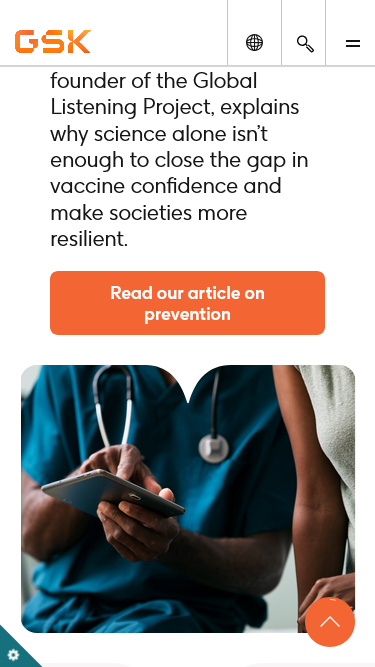 GSK
founder of the Global
Listening Project, explains
why science alone isn’t
enough to close the gap in
vaccine confidence and
make societies more
resilient.
Read our article on
prevention